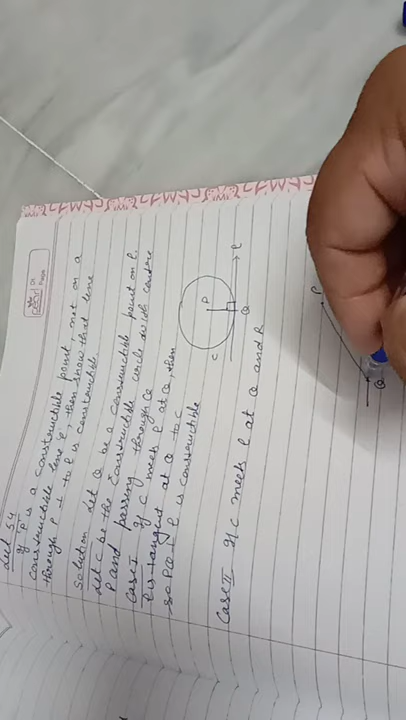 Lect 54
If 'P' is a constructible point not on a
constructible line 'l', then show that line
through P ⊥ to l is constructible.
Solution Let Q be a constructible point on l.
Let C be the constructible circle with centre
P and passing through Q
Case I If C meets l at Q, then
l is tangent at Q to C
so PQ ⊥ l is constructible
C
P
l
Q
Case II If C meets l at Q and R
P
Q
Page